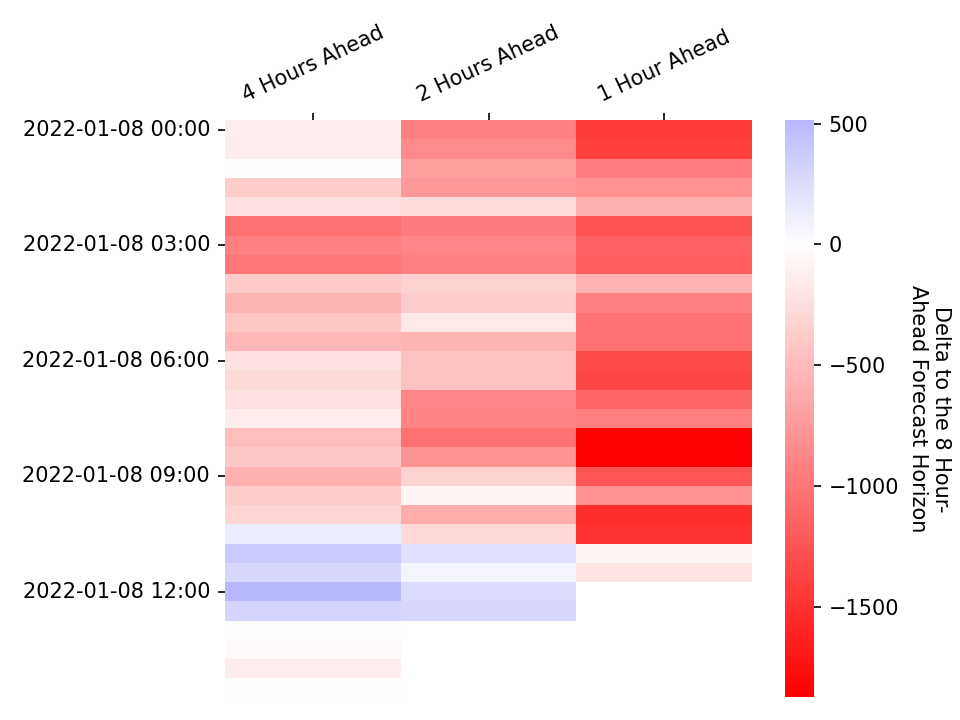 4 Hours Ahead
2 Hours Ahead
1 Hour Ahead
2022-01-08 00:00
2022-01-08 03:00
2022-01-08 06:00
2022-01-08 09:00
2022-01-08 12:00
500
0
−500
−1000
−1500
Delta to the 8 Hour-
Ahead Forecast Horizon